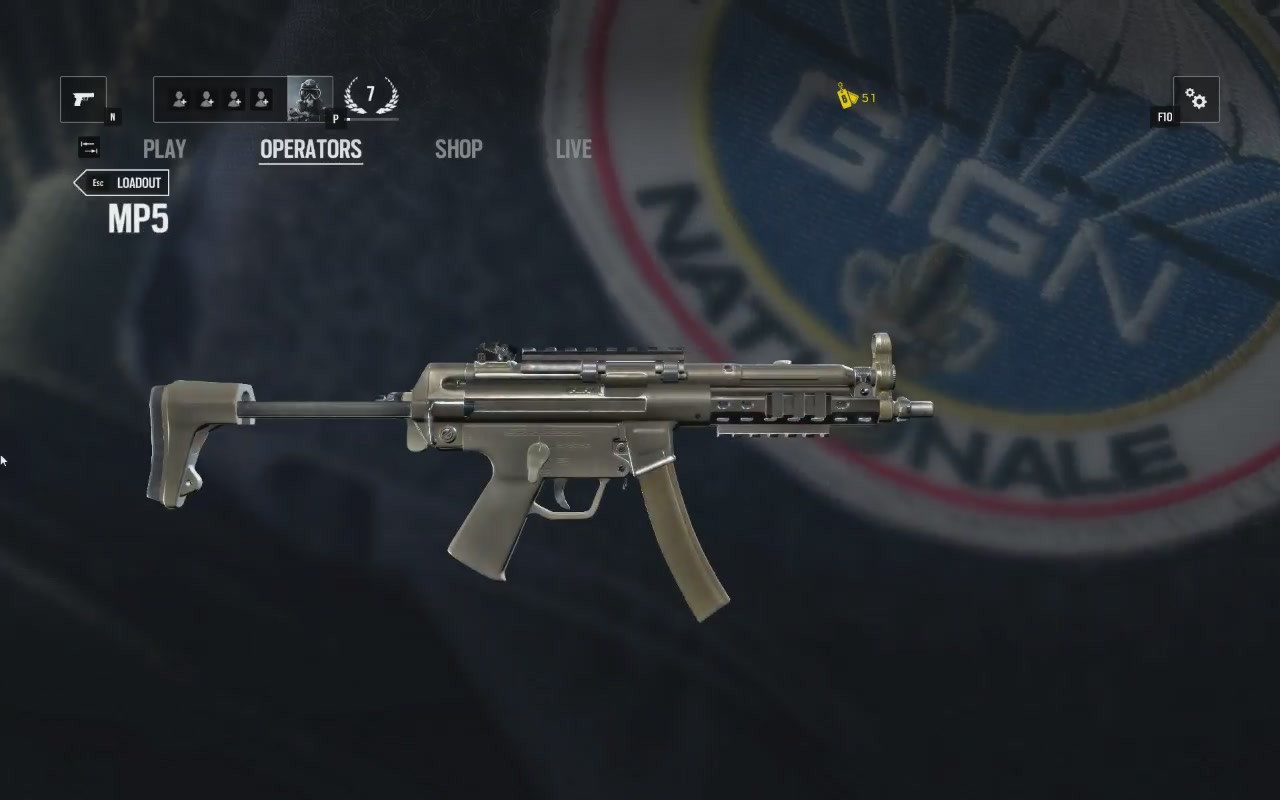 N
P
7
51
F10
PLAY OPERATORS SHOP LIVE
Esc LOADOUT
MP5
GIGN
NATIONALE